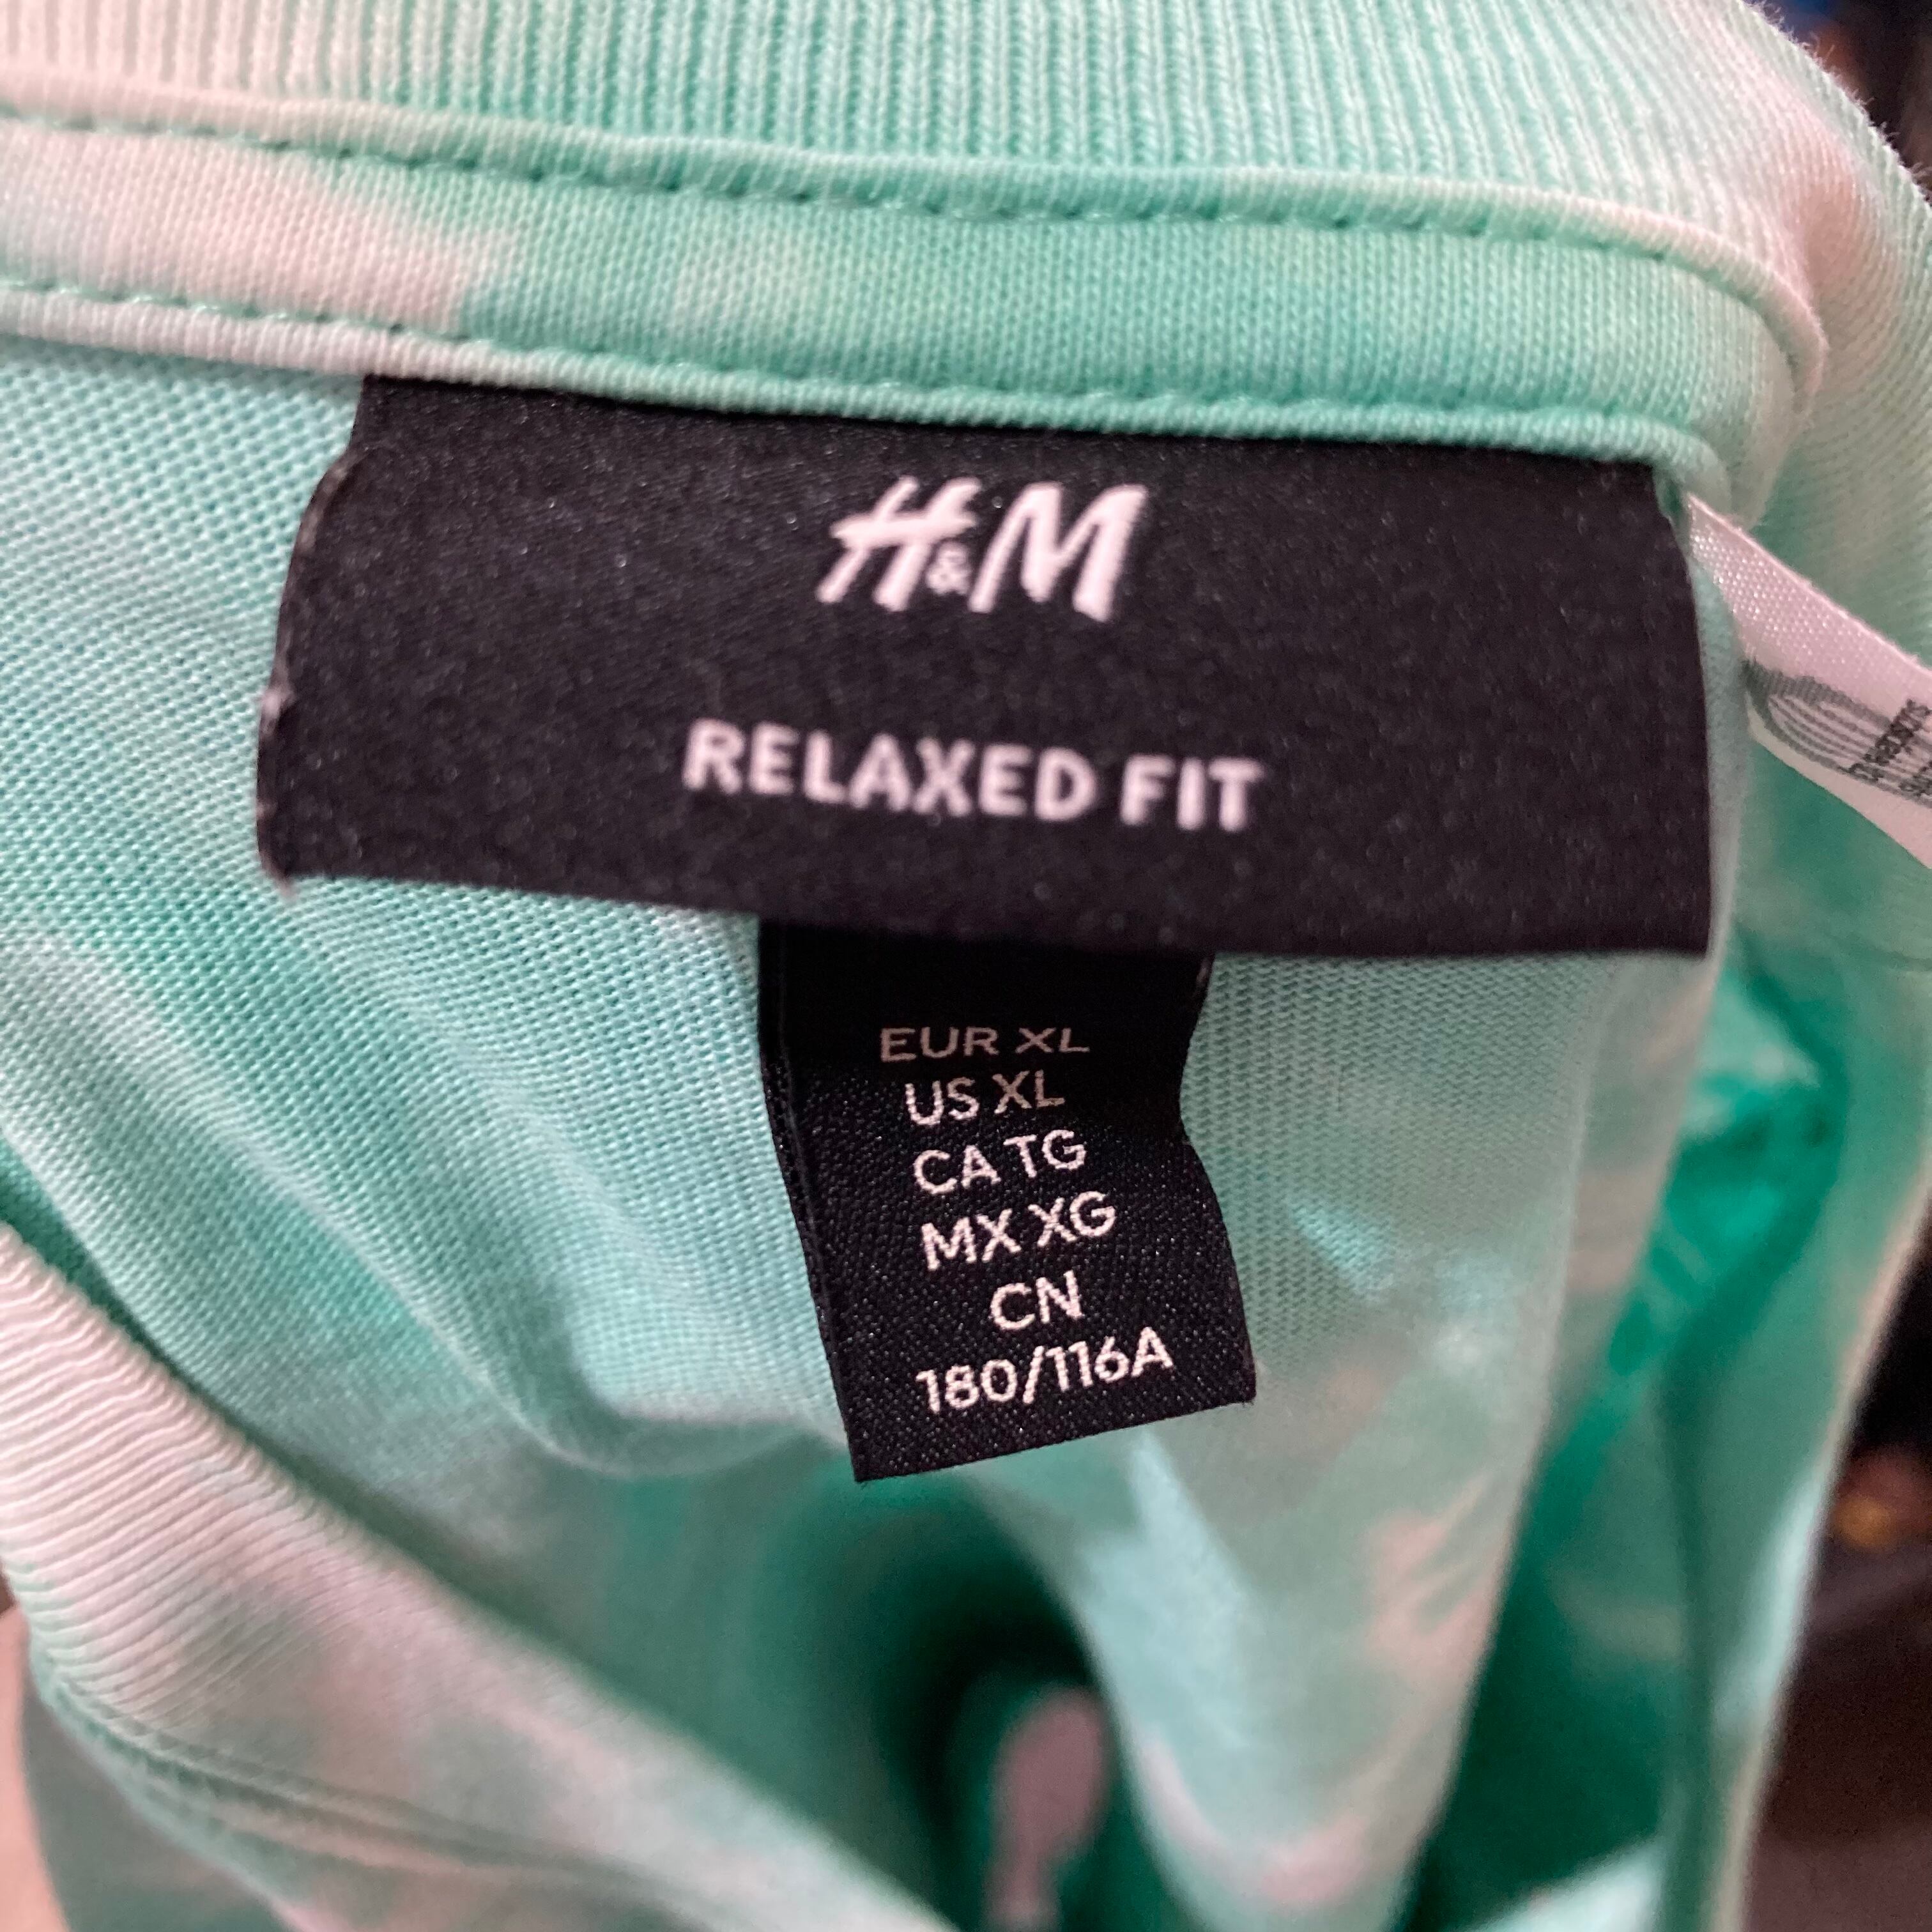 H&M
RELAXED FIT
EUR XL
US XL
CA TG
MX XG
CN
180/116A